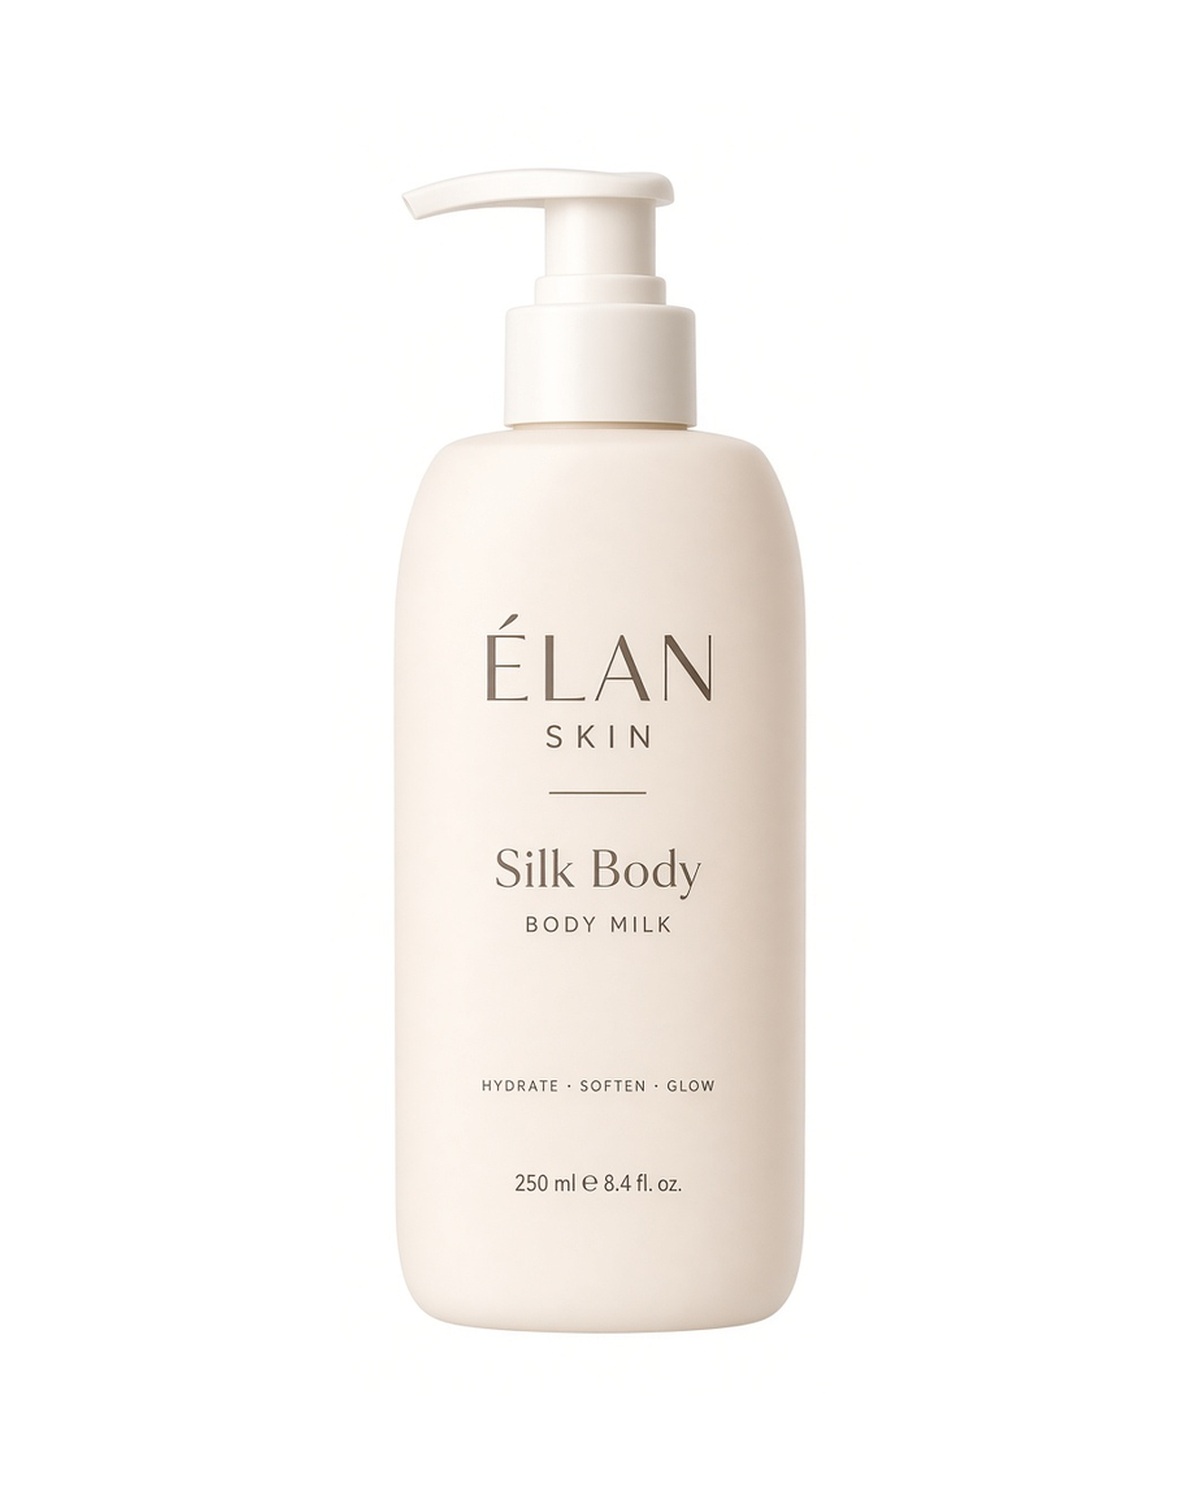 ÉLAN
SKIN
Silk Body
BODY MILK
HYDRATE · SOFTEN · GLOW
250 ml ℮ 8.4 fl. oz.